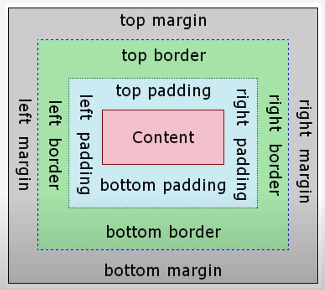 top margin
top border
top padding
left margin
left border
left padding
Content
right padding
right border
right margin
bottom padding
bottom border
bottom margin